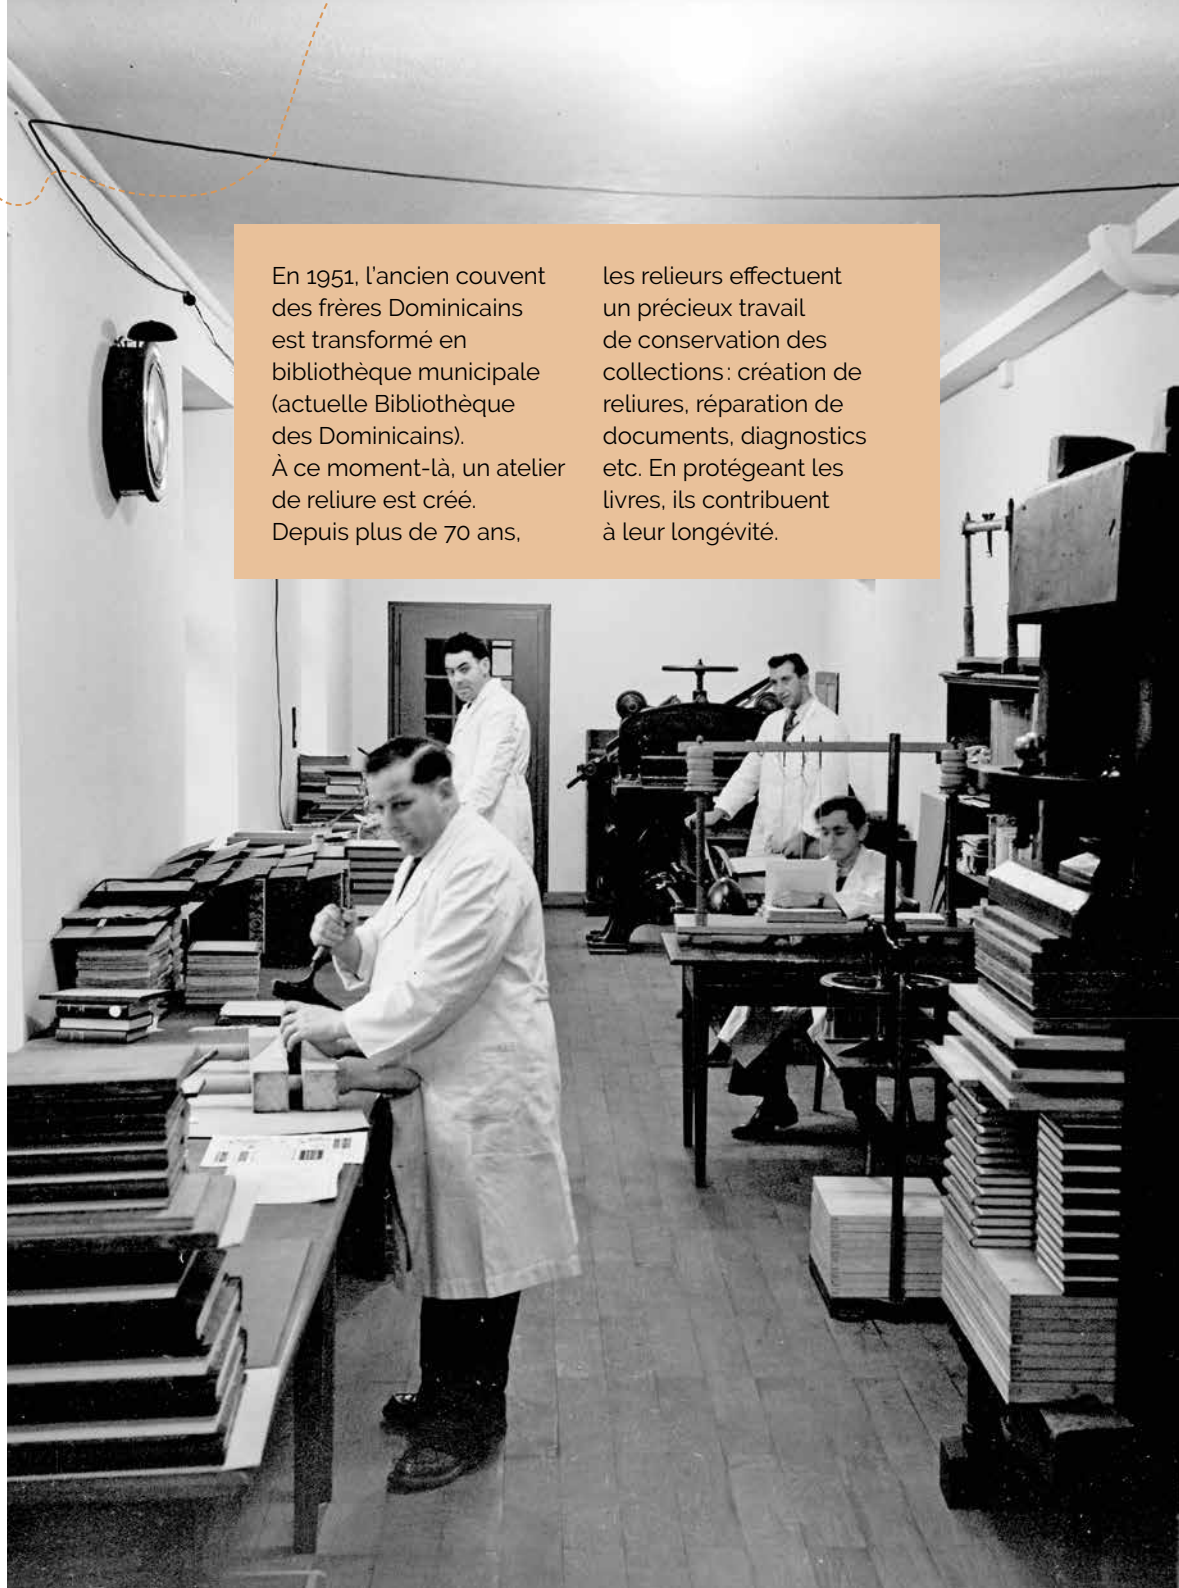 En 1951, l'ancien couvent
des frères Dominicains
est transformé en
bibliothèque municipale
(actuelle Bibliothèque
des Dominicains).
À ce moment-là, un atelier
de reliure est créé.
Depuis plus de 70 ans,
les relieurs effectuent
un précieux travail
de conservation des
collections : création de
reliures, réparation de
documents, diagnostics
etc. En protégeant les
livres, ils contribuent
à leur longévité.